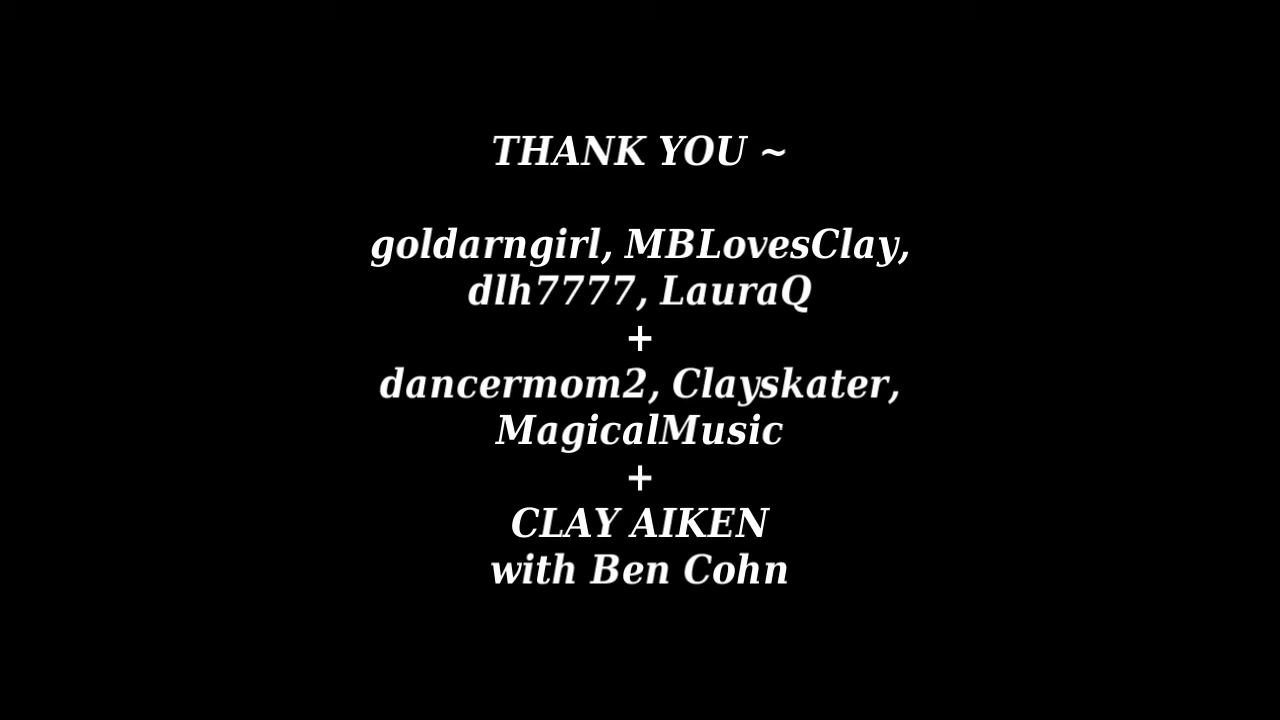 THANK YOU ~
goldarngirl, MBLovesClay,
dlh7777, LauraQ
+
dancermom2, Clayskater,
MagicalMusic
+
CLAY AIKEN
with Ben Cohn